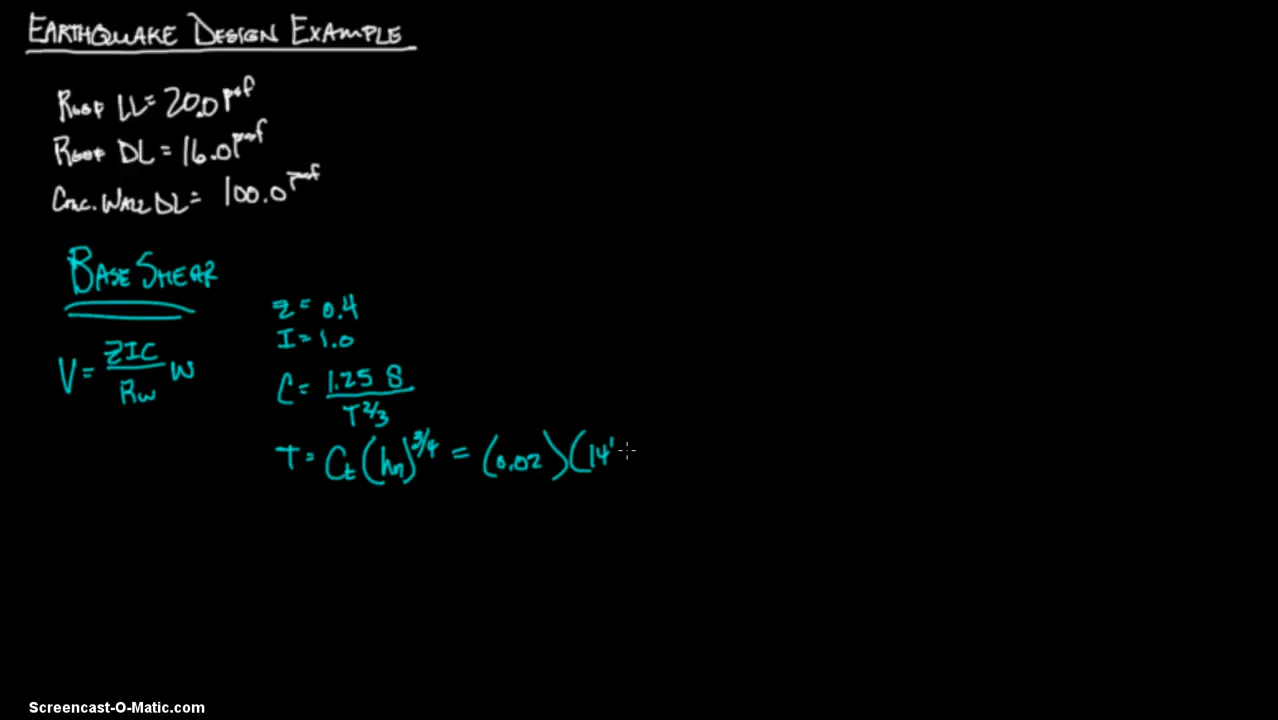 EARTHQUAKE DESIGN EXAMPLE
ROOF LL = 20.0 psf
ROOF DL = 16.0 psf
CONC. WALL DL = 100.0 psf
BASE SHEAR
Z = 0.4
I = 1.0
V = ZIC/Rw W
C = 1.25 S / T^2/3
T = Ct (hn)^3/4 = (0.02)(14'
Screencast-O-Matic.com